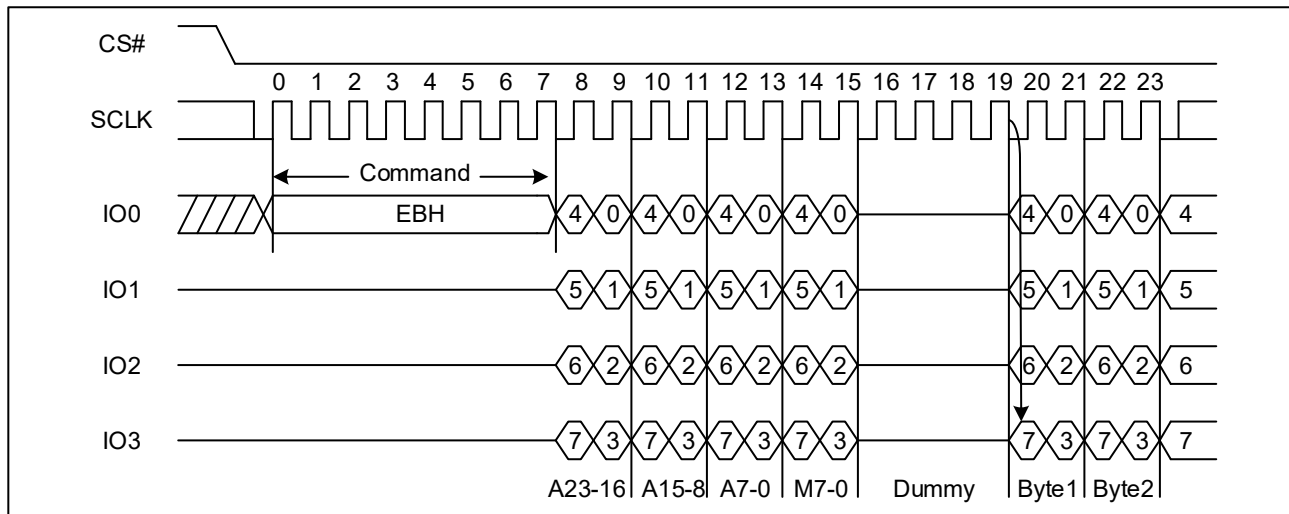 CS#
0 1 2 3 4 5 6 7 8 9 10 11 12 13 14 15 16 17 18 19 20 21 22 23
SCLK
Command
IO0 EBH 4 0 4 0 4 0 4 0 4 0 4 0 4
IO1 5 1 5 1 5 1 5 1 5 1 5 1 5
IO2 6 2 6 2 6 2 6 2 6 2 6 2 6
IO3 7 3 7 3 7 3 7 3 7 3 7 3 7
A23-16 A15-8 A7-0 M7-0 Dummy Byte1 Byte2